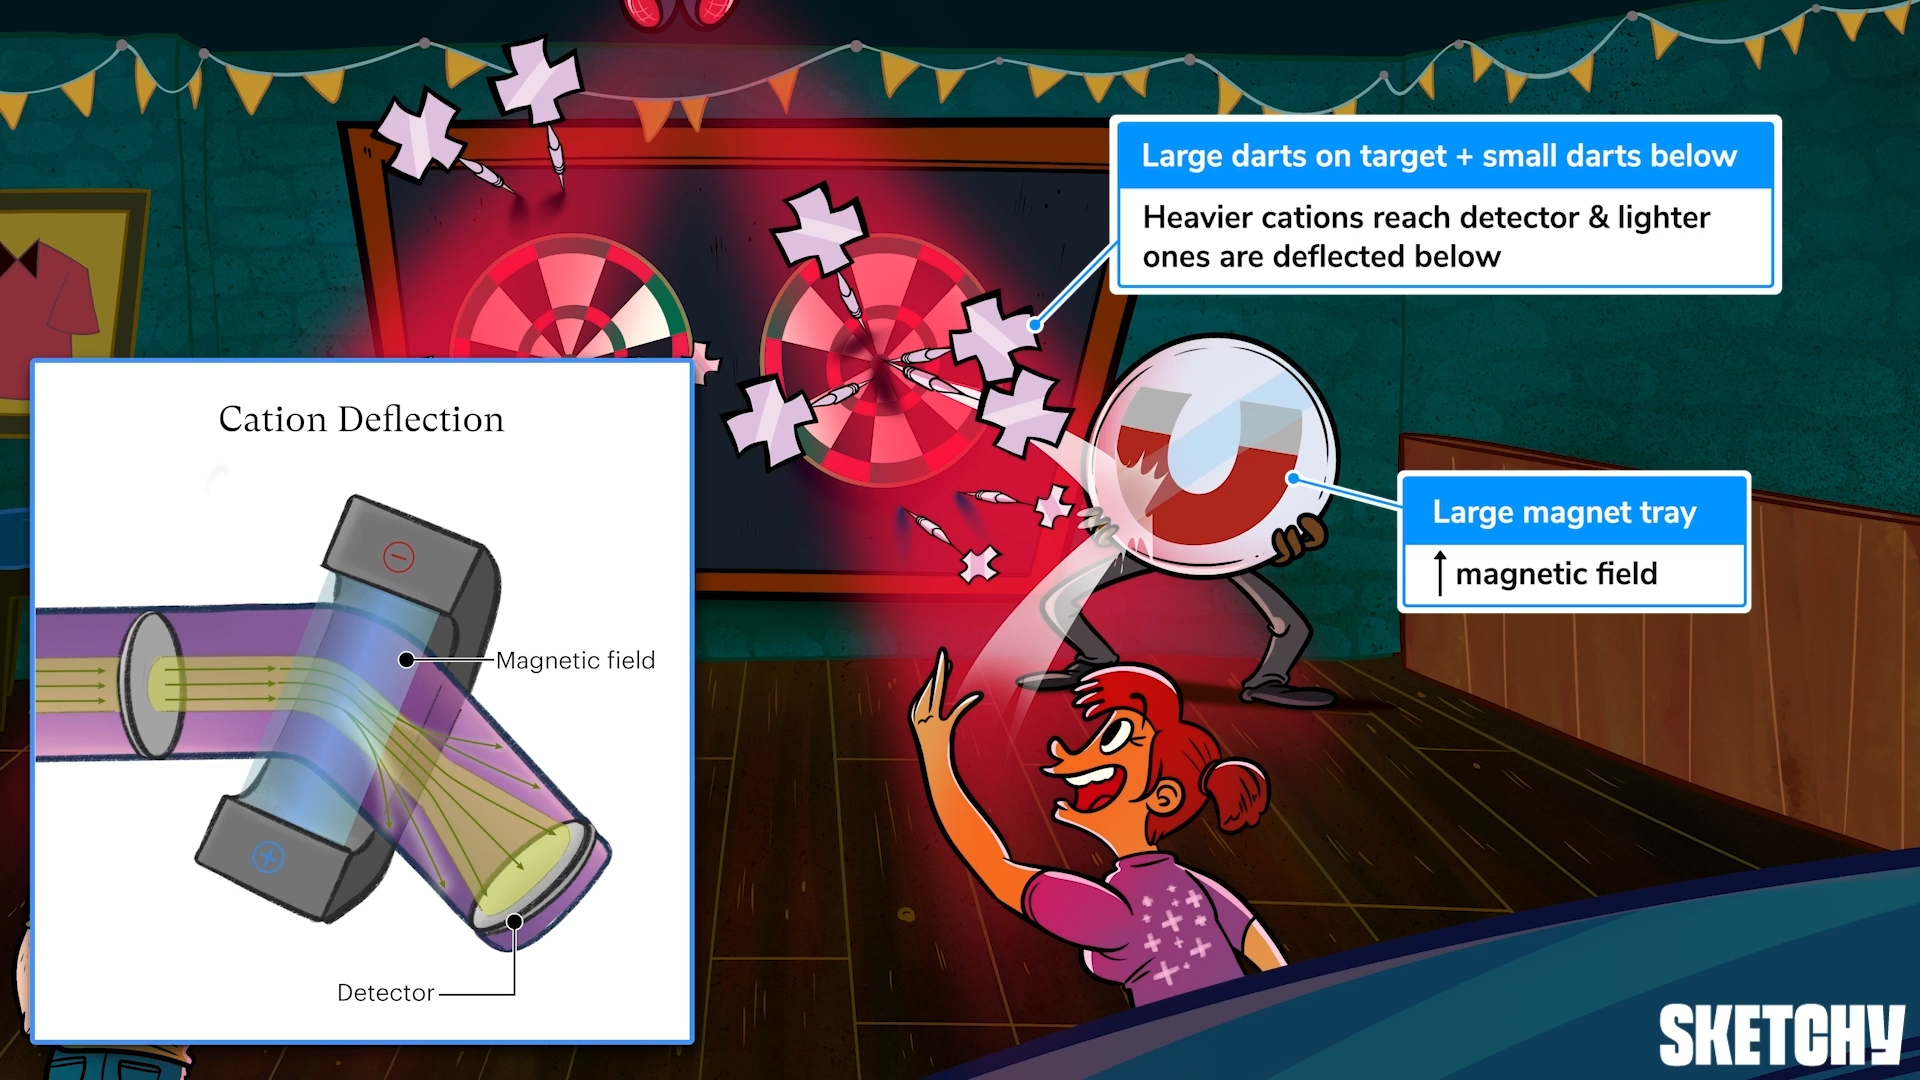 Large darts on target + small darts below
Heavier cations reach detector & lighter
ones are deflected below
Cation Deflection
Large magnet tray
↑ magnetic field
−
Magnetic field
+
Detector
SKETCHY